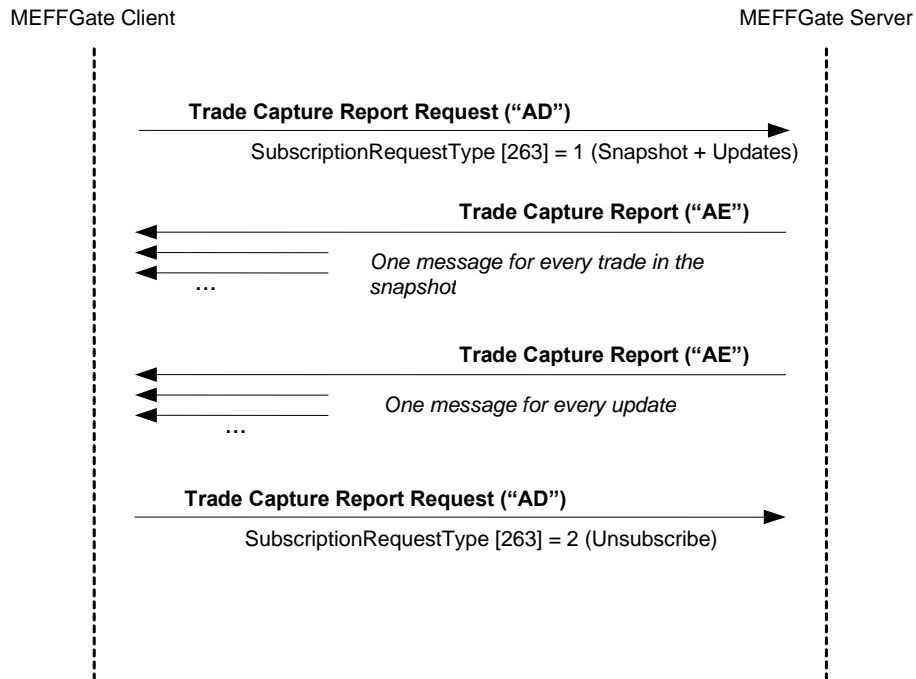 MEFFGate Client
MEFFGate Server
Trade Capture Report Request (“AD”)
SubscriptionRequestType [263] = 1 (Snapshot + Updates)
Trade Capture Report (“AE”)
One message for every trade in the
snapshot
...
Trade Capture Report (“AE”)
One message for every update
...
Trade Capture Report Request (“AD”)
SubscriptionRequestType [263] = 2 (Unsubscribe)